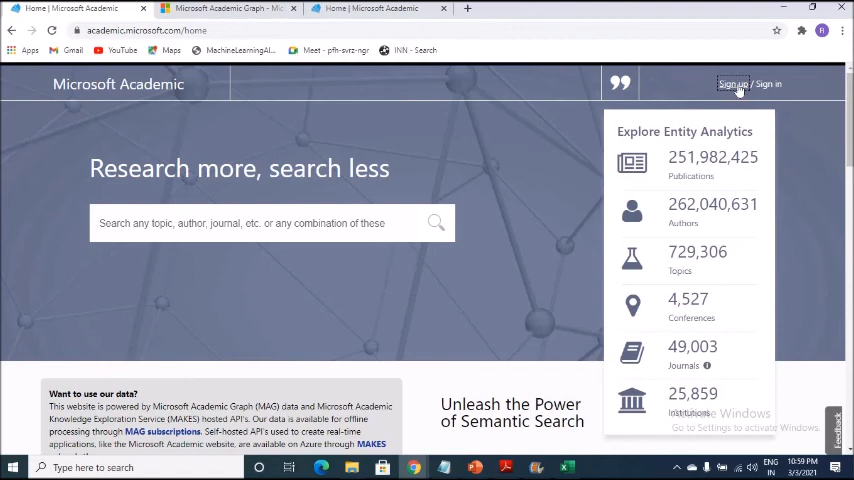 Home | Microsoft Academic
Microsoft Academic Graph - Mic
Home | Microsoft Academic
academic.microsoft.com/home
Apps
Gmail
YouTube
Maps
MachineLearningAI...
Meet - pfh-svrz-ngr
INN - Search
Microsoft Academic
Sign up / Sign in
Research more, search less
Search any topic, author, journal, etc. or any combination of these
Explore Entity Analytics
251,982,425
Publications
262,040,631
Authors
729,306
Topics
4,527
Conferences
49,003
Journals
25,859
Institutions
Want to use our data?
This website is powered by Microsoft Academic Graph (MAG) data and Microsoft
Academic Knowledge Exploration Service (MAKES) hosted API's. Our data is available for offline
processing through MAG subscriptions. Self-hosted API's used to create real-time
applications, like the Microsoft Academic website, are available on Azure through MAKES
Unleash the Power
of Semantic Search
Windows
Go to Settings to activate Windows.
Feedback
Type here to search
ENG
IN
10:59 PM
3/3/2021